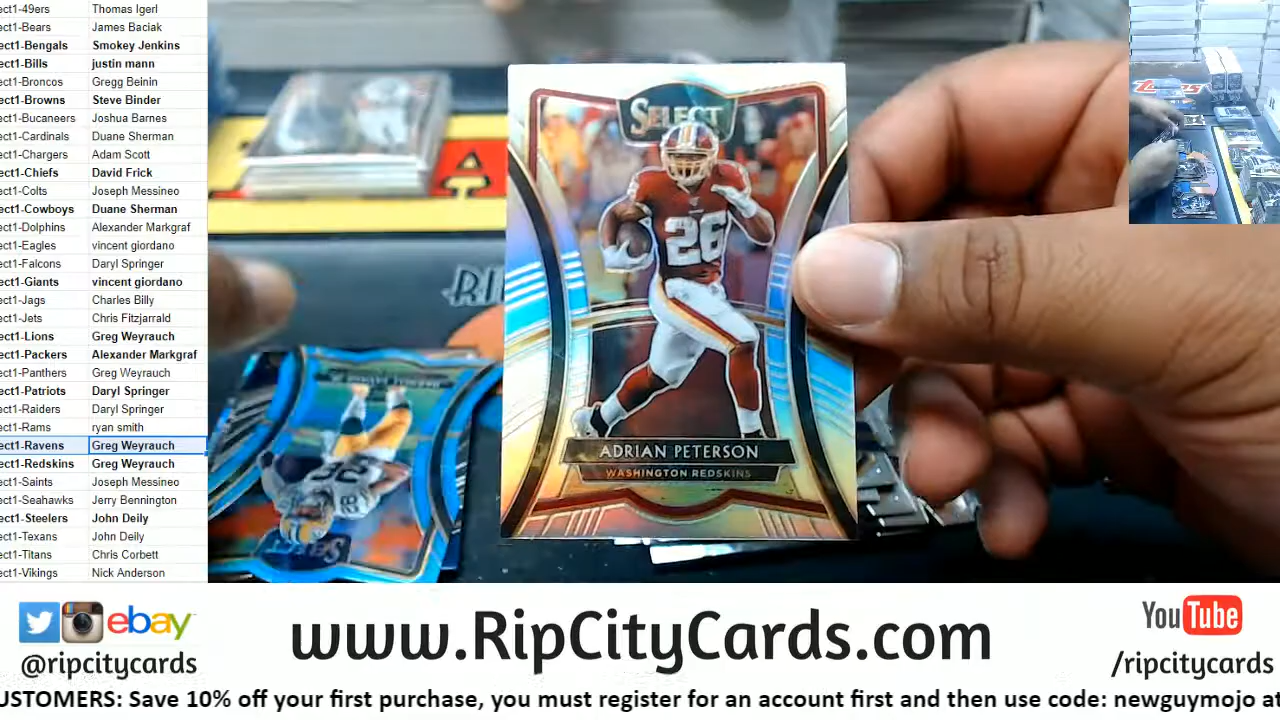 ect1-49ers Thomas Igerl
ect1-Bears James Baciak
ect1-Bengals Smokey Jenkins
ect1-Bills justin mann
ect1-Broncos Gregg Beinin
ect1-Browns Steve Binder
ect1-Bucaneers Joshua Barnes
ect1-Cardinals Duane Sherman
ect1-Chargers Adam Scott
ect1-Chiefs David Frick
ect1-Colts Joseph Messineo
ect1-Cowboys Duane Sherman
ect1-Dolphins Alexander Markgraf
ect1-Eagles vincent giordano
ect1-Falcons Daryl Springer
ect1-Giants vincent giordano
ect1-Jags Charles Billy
ect1-Jets Chris Fitzjarrald
ect1-Lions Greg Weyrauch
ect1-Packers Alexander Markgraf
ect1-Panthers Greg Weyrauch
ect1-Patriots Daryl Springer
ect1-Raiders Daryl Springer
ect1-Rams ryan smith
ect1-Ravens Greg Weyrauch
ect1-Redskins Greg Weyrauch
ect1-Saints Joseph Messineo
ect1-Seahawks Jerry Bennington
ect1-Steelers John Deily
ect1-Texans John Deily
ect1-Titans Chris Corbett
ect1-Vikings Nick Anderson
SELECT
26
ADRIAN PETERSON
WASHINGTON REDSKINS
A
RI
SELECT
Topps
ebay
@ripcitycards
www.RipCityCards.com
YouTube
/ripcitycards
USTOMERS: Save 10% off your first purchase, you must register for an account first and then use code: newguymojo at